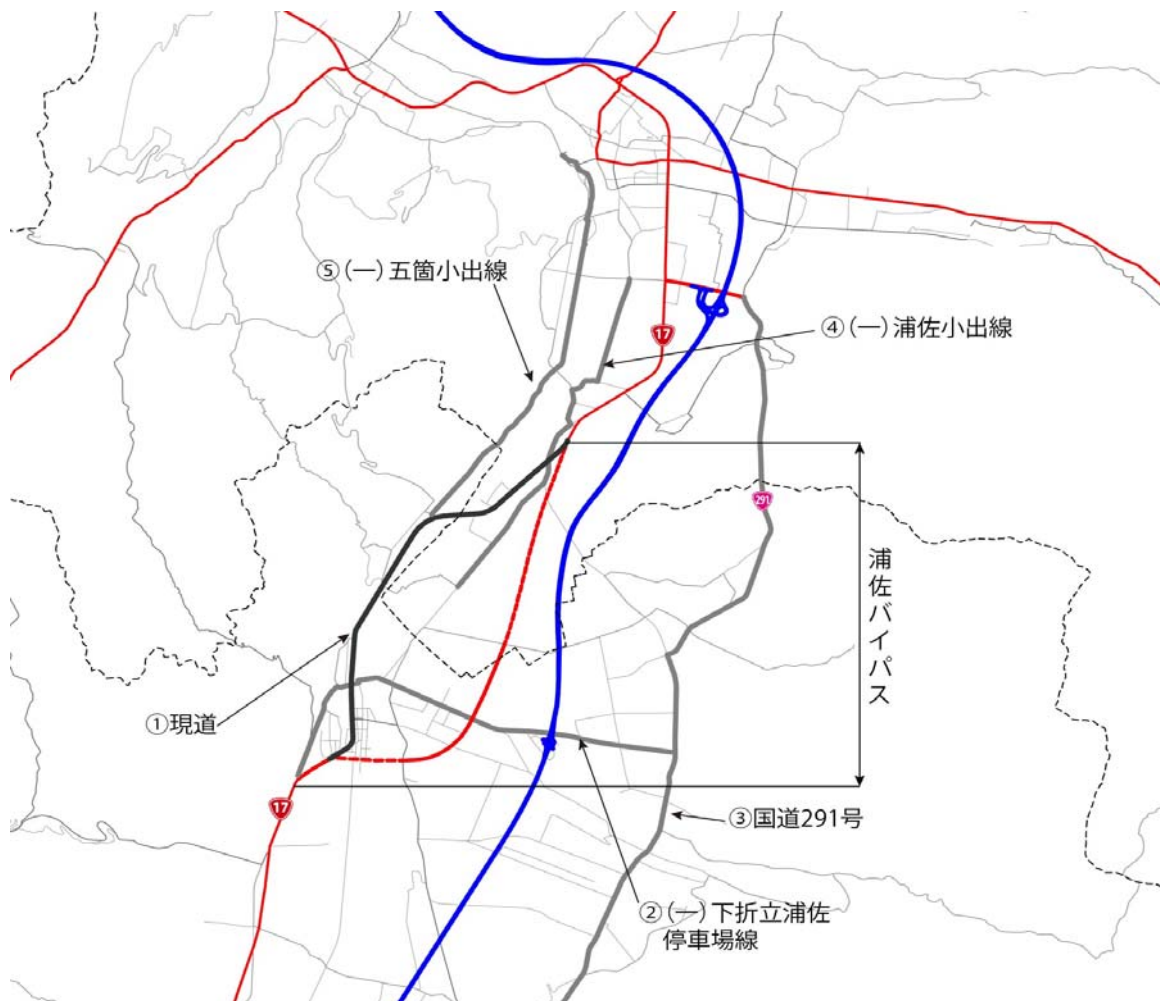 ⑤(一)五箇小出線
④(一)浦佐小出線
17
291
浦佐バイパス
①現道
17
③国道291号
②(一)下折立浦佐
停車場線